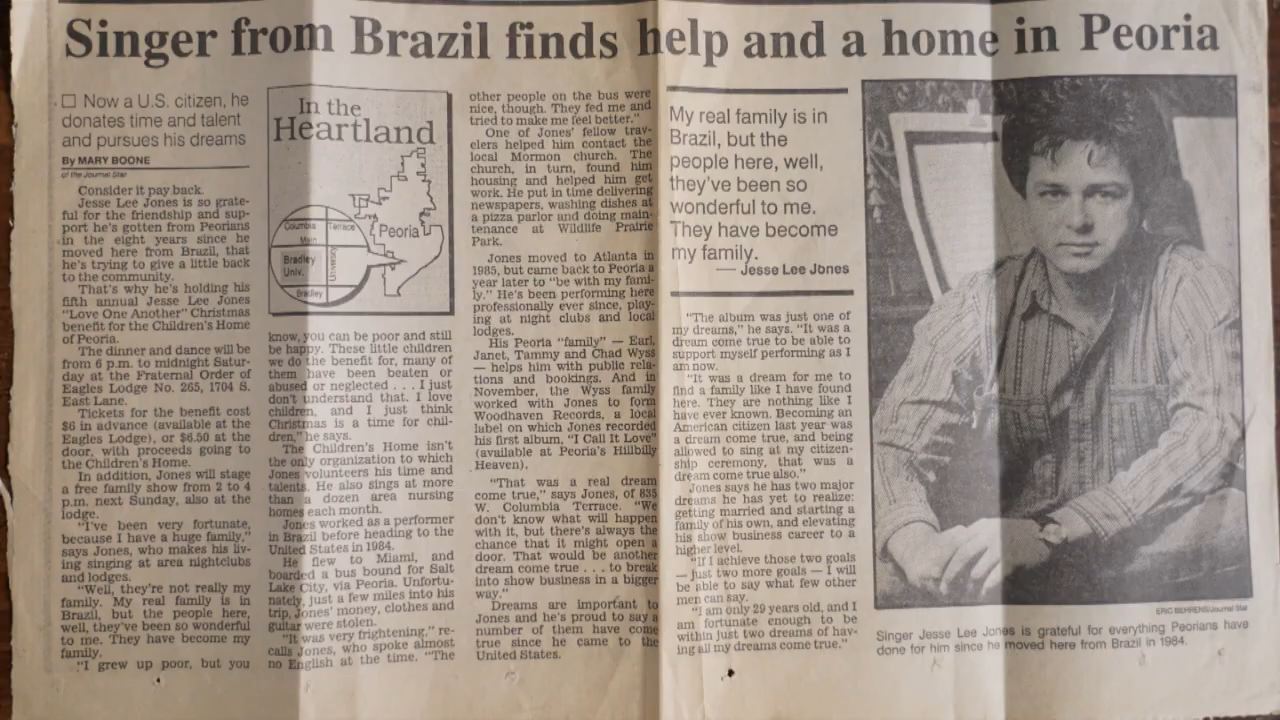 Singer from Brazil finds help and a home in Peoria
□ Now a U.S. citizen, he
donates time and talent
and pursues his dreams
By MARY BOONE
of the Journal Star
Consider it pay back.
Jesse Lee Jones is so grate-
ful for the friendship and sup-
port he's gotten from Peorians
in the eight years since he
moved here from Brazil, that
he's trying to give a little back
to the community.
That's why he's holding his
fifth annual Jesse Lee Jones
"Love One Another" Christmas
benefit for the Children's Home
of Peoria.
The dinner and dance will be
from 6 p.m. to midnight Satur-
day at the Fraternal Order of
Eagles Lodge No. 265, 1704 S.
East Lane.
Tickets for the benefit cost
$6 in advance (available at the
Eagles Lodge), or $6.50 at the
door, with proceeds going to
the Children's Home.
In addition, Jones will stage
a free family show from 2 to 4
p.m. next Sunday, also at the
lodge.
"I've been very fortunate,
because I have a huge family,"
says Jones, who makes his liv-
ing singing at area nightclubs
and lodges.
"Well, they're not really my
family. My real family is in
Brazil, but the people here,
well, they've been so wonderful
to me. They have become my
family.
"I grew up poor, but you
In the
Heartland
Columbia
Terrace
Main
University
Bradley
Univ.
Bradley
Peoria
know, you can be poor and still
be happy. These little children
we do the benefit for, many of
them have been beaten or
abused or neglected . . . I just
don't understand that. I love
children, and I just think
Christmas is a time for chil-
dren," he says.
The Children's Home isn't
the only organization to which
Jones volunteers his time and
talents. He also sings at more
than a dozen area nursing
homes each month.
Jones worked as a performer
in Brazil before heading to the
United States in 1984.
He flew to Miami, and
boarded a bus bound for Salt
Lake City, via Peoria. Unfortu-
nately, just a few miles into his
trip, Jones' money, clothes and
guitar were stolen.
"It was very frightening," re-
calls Jones, who spoke almost
no English at the time. "The
other people on the bus were
nice, though. They fed me and
tried to make me feel better."
One of Jones' fellow trav-
elers helped him contact the
local Mormon church. The
church, in turn, found him
housing and helped him get
work. He put in time delivering
newspapers, washing dishes at
a pizza parlor and doing main-
tenance at Wildlife Prairie
Park.
Jones moved to Atlanta in
1985, but came back to Peoria a
year later to "be with my fami-
ly." He's been performing here
professionally ever since, play-
ing at night clubs and local
lodges.
His Peoria "family" — Earl,
Janet, Tammy and Chad Wyss
— helps him with public rela-
tions and bookings. And in
November, the Wyss family
worked with Jones to form
Woodhaven Records, a local
label on which Jones recorded
his first album, "I Call It Love"
(available at Peoria's Hillbilly
Heaven).
"That was a real dream
come true," says Jones, of 835
W. Columbia Terrace. "We
don't know what will happen
with it, but there's always the
chance that it might open a
door. That would be another
dream come true . . . to break
into show business in a bigger
way."
Dreams are important to
Jones and he's proud to say a
number of them have come
true since he came to the
United States.
My real family is in
Brazil, but the
people here, well,
they've been so
wonderful to me.
They have become
my family.
— Jesse Lee Jones
"The album was just one of
my dreams," he says. "It was a
dream come true to be able to
support myself performing as I
am now.
"It was a dream for me to
find a family like I have found
here. They are nothing like I
have ever known. Becoming an
American citizen last year was
a dream come true, and being
allowed to sing at my citizen-
ship ceremony, that was a
dream come true also."
Jones says he has two major
dreams he has yet to realize:
getting married and starting a
family of his own, and elevating
his show business career to a
higher level.
"If I achieve those two goals
— just two more goals — I will
be able to say what few other
men can say.
"I am only 29 years old, and I
am fortunate enough to be
within just two dreams of hav-
ing all my dreams come true."
ERIC BEHRENS/Journal Star
Singer Jesse Lee Jones is grateful for everything Peorians have
done for him since he moved here from Brazil in 1984.